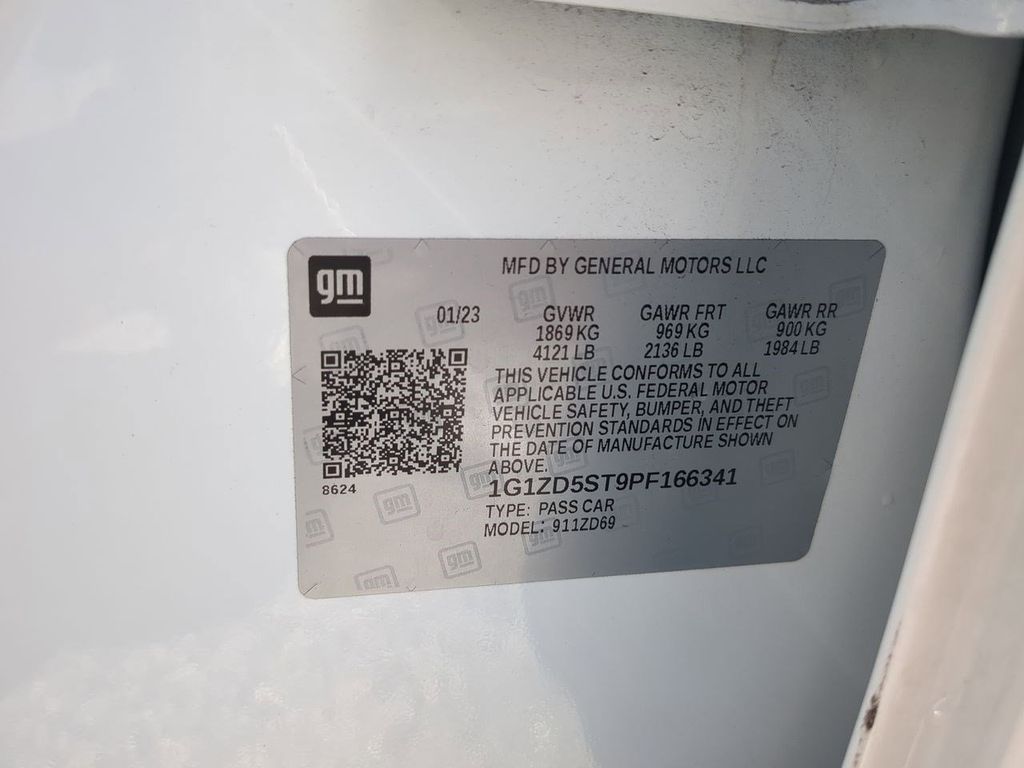 gm
MFD BY GENERAL MOTORS LLC
01/23 GVWR GAWR FRT GAWR RR
1869 KG 969 KG 900 KG
4121 LB 2136 LB 1984 LB
THIS VEHICLE CONFORMS TO ALL
APPLICABLE U.S. FEDERAL MOTOR
VEHICLE SAFETY, BUMPER, AND THEFT
PREVENTION STANDARDS IN EFFECT ON
THE DATE OF MANUFACTURE SHOWN
ABOVE.
8624
1G1ZD5ST9PF166341
TYPE: PASS CAR
MODEL: 911ZD69